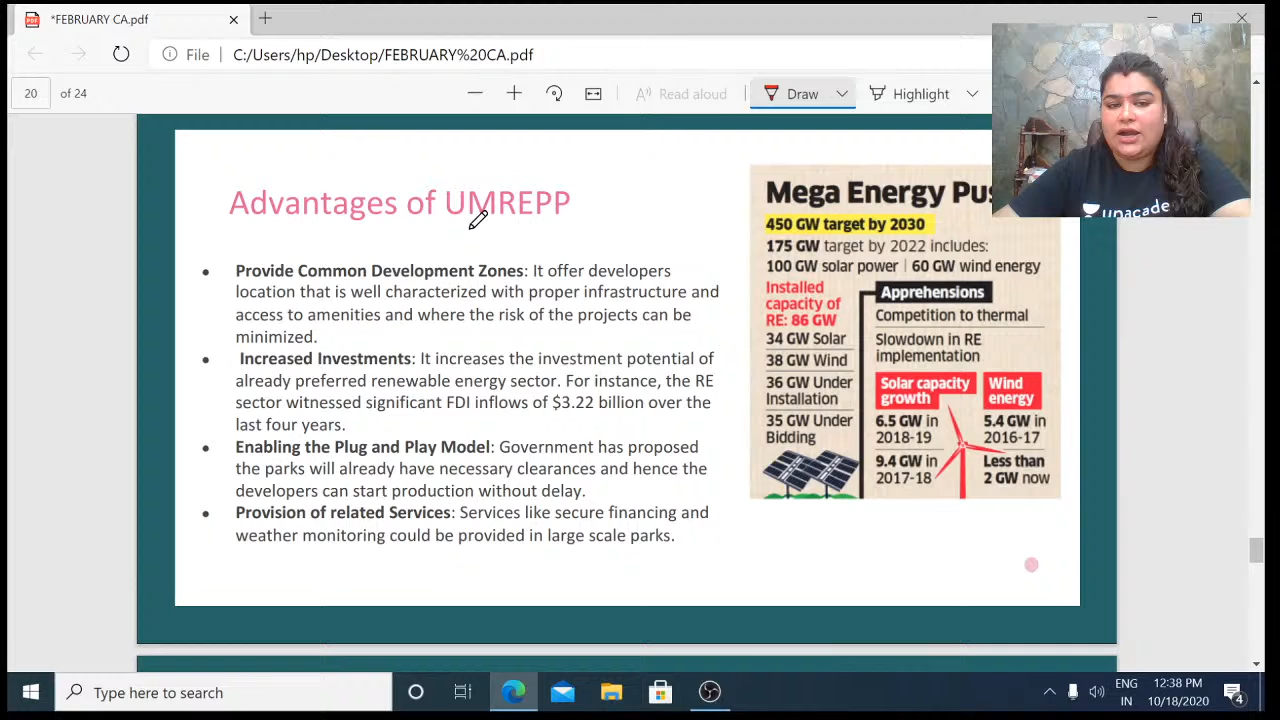 *FEBRUARY CA.pdf
File
C:/Users/hp/Desktop/FEBRUARY%20CA.pdf
20 of 24
Read aloud
Draw
Highlight
Advantages of UMREPP
Provide Common Development Zones: It offer developers
location that is well characterized with proper infrastructure and
access to amenities and where the risk of the projects can be
minimized.
Increased Investments: It increases the investment potential of
already preferred renewable energy sector. For instance, the RE
sector witnessed significant FDI inflows of $3.22 billion over the
last four years.
Enabling the Plug and Play Model: Government has proposed
the parks will already have necessary clearances and hence the
developers can start production without delay.
Provision of related Services: Services like secure financing and
weather monitoring could be provided in large scale parks.
Mega Energy Pus
450 GW target by 2030
175 GW target by 2022 includes:
100 GW solar power | 60 GW wind energy
Installed
capacity of
RE: 86 GW
34 GW Solar
38 GW Wind
36 GW Under
Installation
35 GW Under
Bidding
Apprehensions
Competition to thermal
Slowdown in RE
implementation
Solar capacity
growth
6.5 GW in
2018-19
9.4 GW in
2017-18
Wind
energy
5.4 GW in
2016-17
Less than
2 GW now
unacade
Type here to search
ENG
IN
12:38 PM
10/18/2020
4